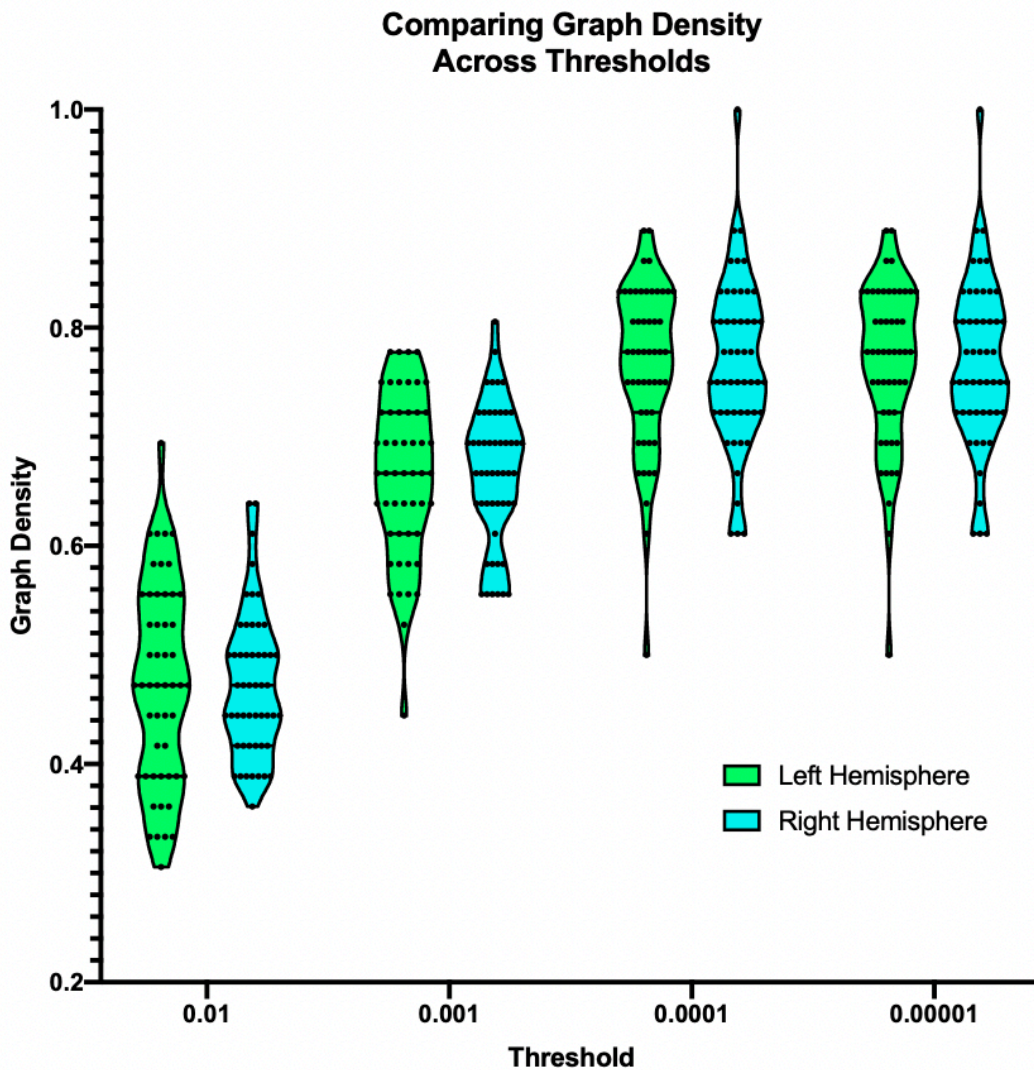 Comparing Graph Density
Across Thresholds
1.0
0.8
0.6
0.4
0.2
Graph Density
Left Hemisphere
Right Hemisphere
0.01
0.001
0.0001
0.00001
Threshold